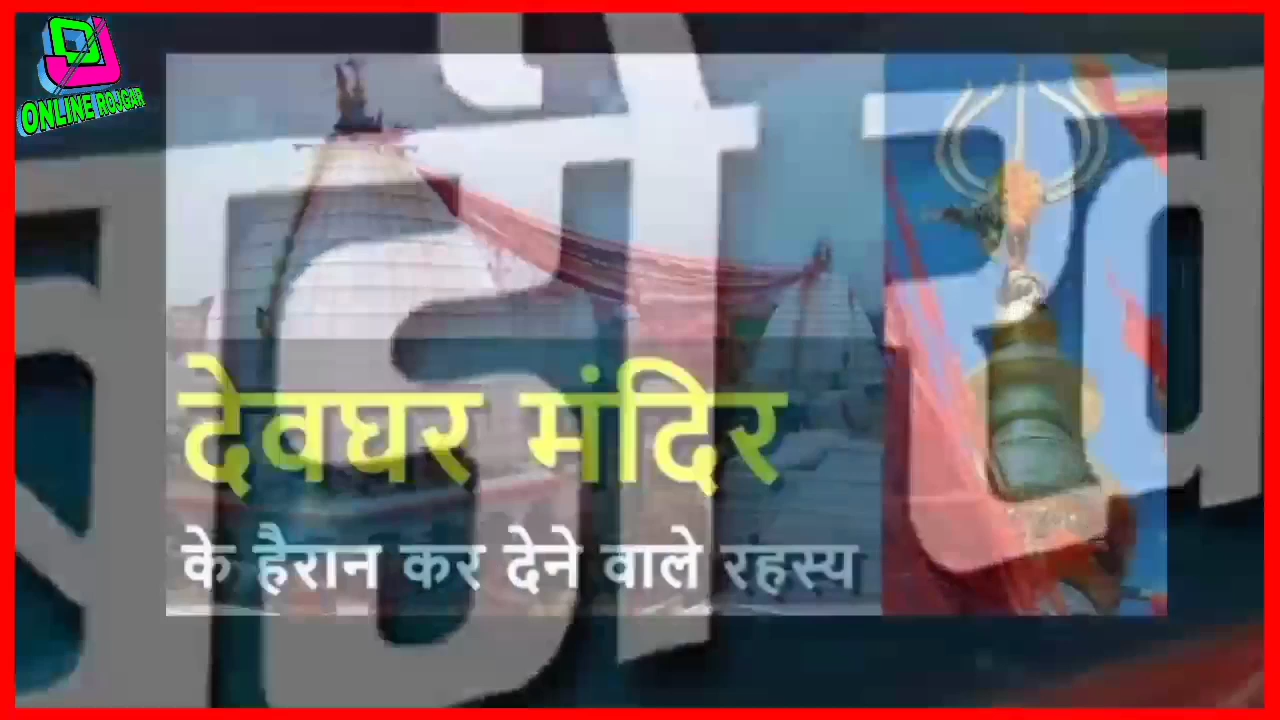 ONLINE ROJGAR
देवघर मंदिर
के हैरान कर देने वाले रहस्य